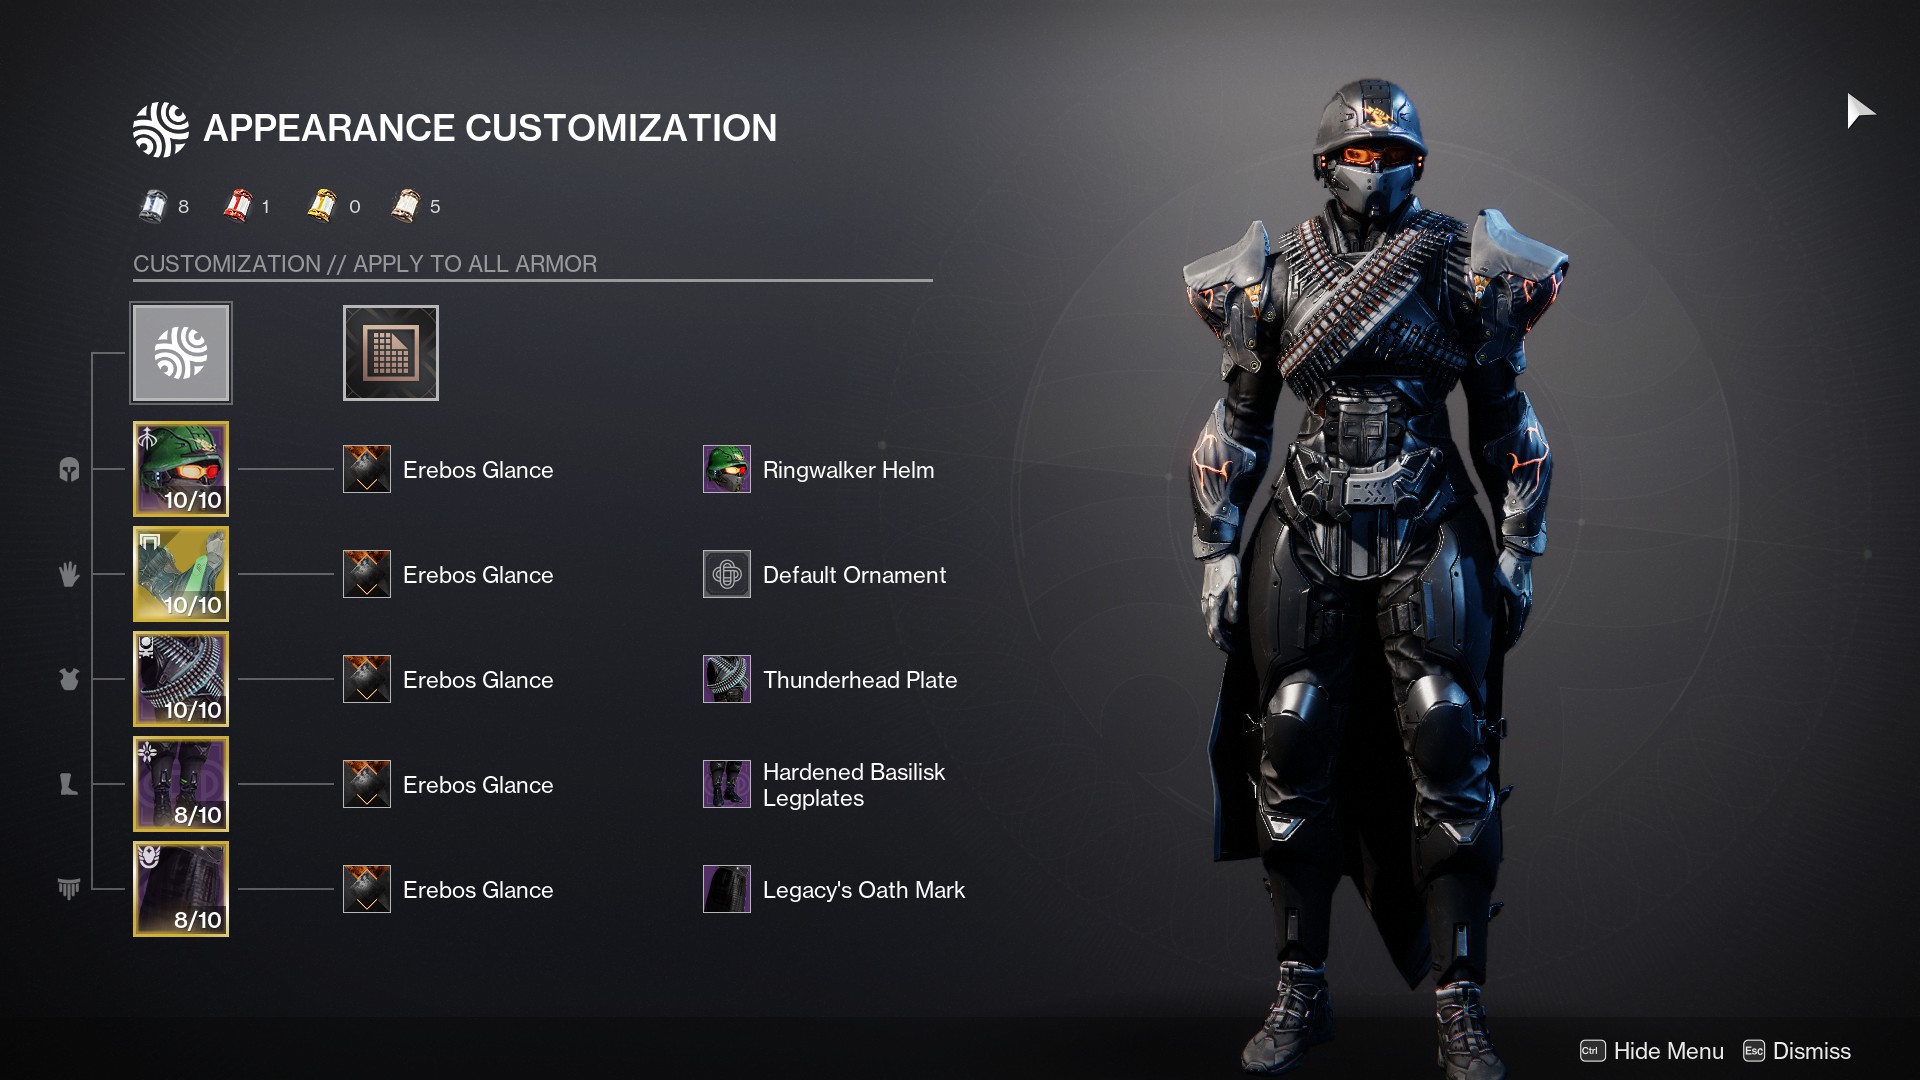 APPEARANCE CUSTOMIZATION
8 1 0 5
CUSTOMIZATION // APPLY TO ALL ARMOR
10/10
Erebos Glance
Ringwalker Helm
10/10
Erebos Glance
Default Ornament
10/10
Erebos Glance
Thunderhead Plate
8/10
Erebos Glance
Hardened Basilisk
Legplates
8/10
Erebos Glance
Legacy's Oath Mark
Ctrl Hide Menu Esc Dismiss